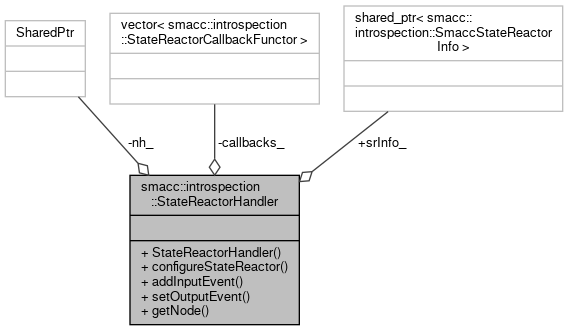 SharedPtr
vector< smacc::introspection
::StateReactorCallbackFunctor >
shared_ptr< smacc::
introspection::SmaccStateReactor
Info >
-nh_
-callbacks_
+srInfo_
smacc::introspection
::StateReactorHandler
+ StateReactorHandler()
+ configureStateReactor()
+ addInputEvent()
+ setOutputEvent()
+ getNode()